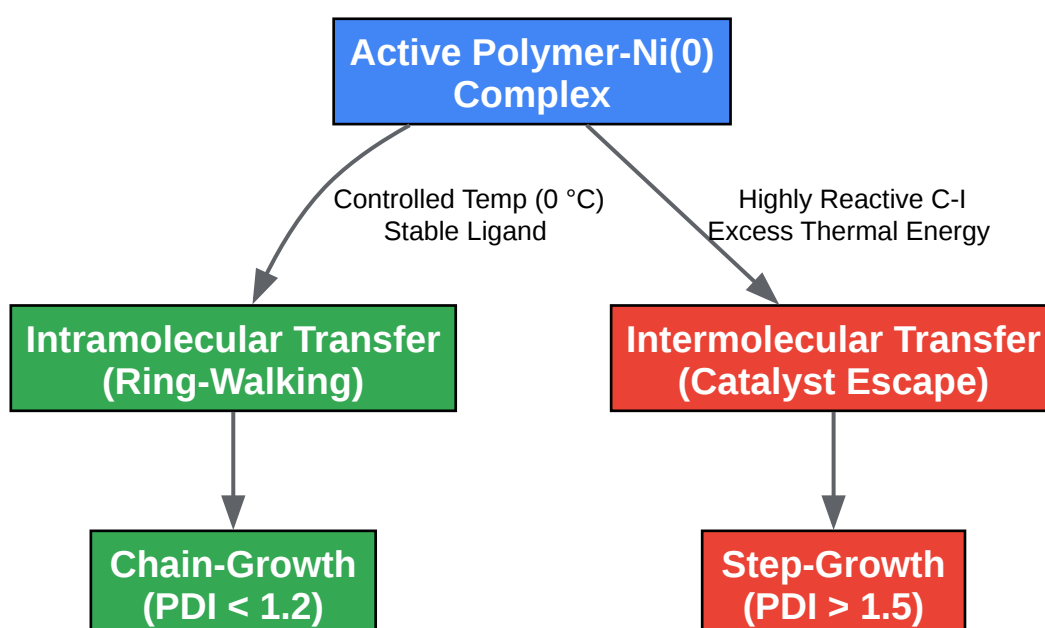 Active Polymer-Ni(0)
Complex
Controlled Temp (0 °C)
Stable Ligand
Highly Reactive C-I
Excess Thermal Energy
Intramolecular Transfer
(Ring-Walking)
Intermolecular Transfer
(Catalyst Escape)
Chain-Growth
(PDI < 1.2)
Step-Growth
(PDI > 1.5)